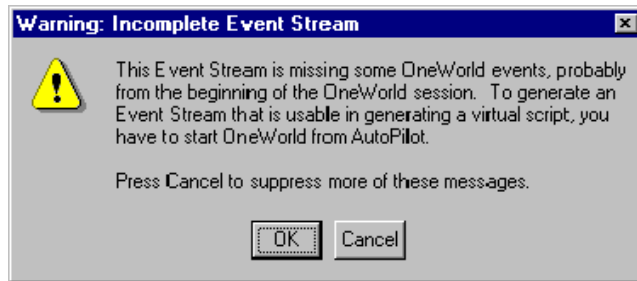 Warning: Incomplete Event Stream
This Event Stream is missing some OneWorld events, probably
from the beginning of the OneWorld session. To generate an
Event Stream that is usable in generating a virtual script, you
have to start OneWorld from AutoPilot.
Press Cancel to suppress more of these messages.
OK Cancel